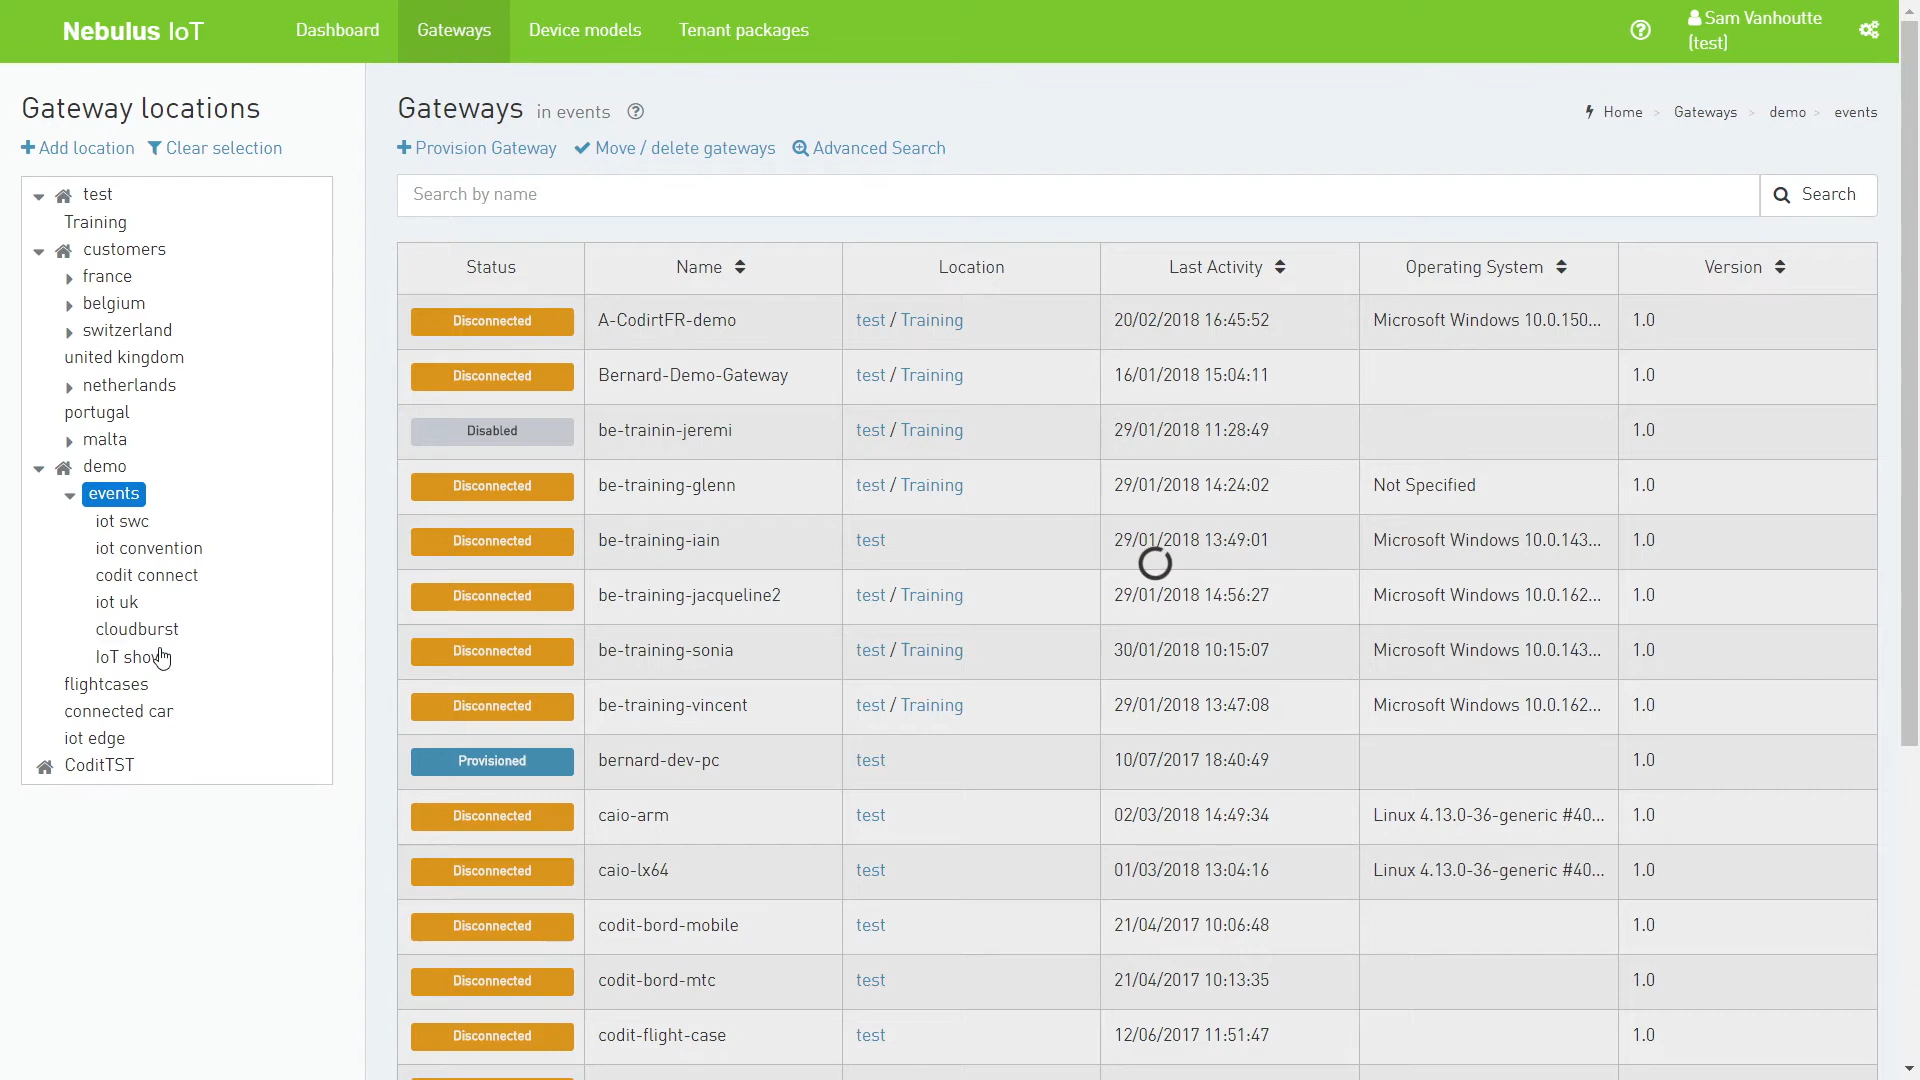 Nebulus IoT
Dashboard
Gateways
Device models
Tenant packages
Sam Vanhoutte
(test)
Gateway locations
Add location
Clear selection
test
Training
customers
france
belgium
switzerland
united kingdom
netherlands
portugal
malta
demo
events
iot swc
iot convention
codit connect
iot uk
cloudburst
IoT show
flightcases
connected car
iot edge
CoditTST
Gateways in events
Home > Gateways > demo > events
Provision Gateway
Move / delete gateways
Advanced Search
Search by name
Search
Status Name Location Last Activity Operating System Version
Disconnected A-CodirtFR-demo test / Training 20/02/2018 16:45:52 Microsoft Windows 10.0.150... 1.0
Disconnected Bernard-Demo-Gateway test / Training 16/01/2018 15:04:11 1.0
Disabled be-trainin-jeremi test / Training 29/01/2018 11:28:49 1.0
Disconnected be-training-glenn test / Training 29/01/2018 14:24:02 Not Specified 1.0
Disconnected be-training-iain test 29/01/2018 13:49:01 Microsoft Windows 10.0.143... 1.0
Disconnected be-training-jacqueline2 test / Training 29/01/2018 14:56:27 Microsoft Windows 10.0.162... 1.0
Disconnected be-training-sonia test / Training 30/01/2018 10:15:07 Microsoft Windows 10.0.143... 1.0
Disconnected be-training-vincent test / Training 29/01/2018 13:47:08 Microsoft Windows 10.0.162... 1.0
Provisioned bernard-dev-pc test 10/07/2017 18:40:49 1.0
Disconnected caio-arm test 02/03/2018 14:49:34 Linux 4.13.0-36-generic #40... 1.0
Disconnected caio-lx64 test 01/03/2018 13:04:16 Linux 4.13.0-36-generic #40... 1.0
Disconnected codit-bord-mobile test 21/04/2017 10:06:48 1.0
Disconnected codit-bord-mtc test 21/04/2017 10:13:35 1.0
Disconnected codit-flight-case test 12/06/2017 11:51:47 1.0